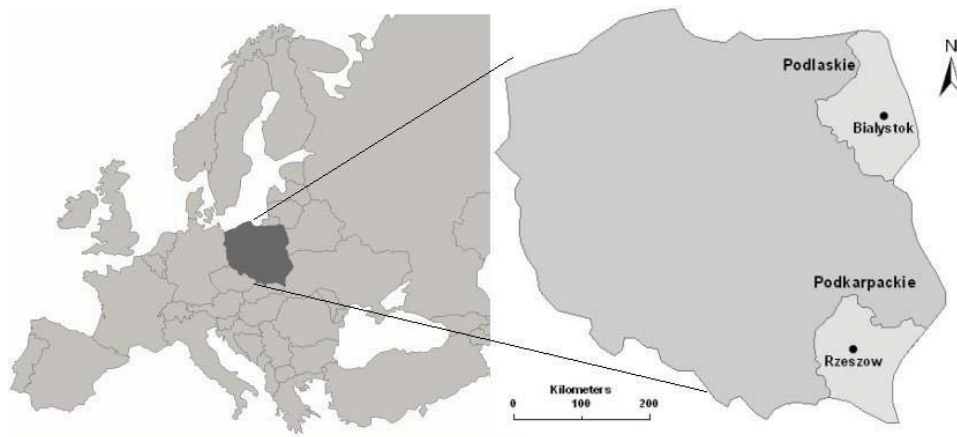 N
Podlaskie
Bialystok
Podkarpackie
Rzeszow
Kilometers
0 100 200